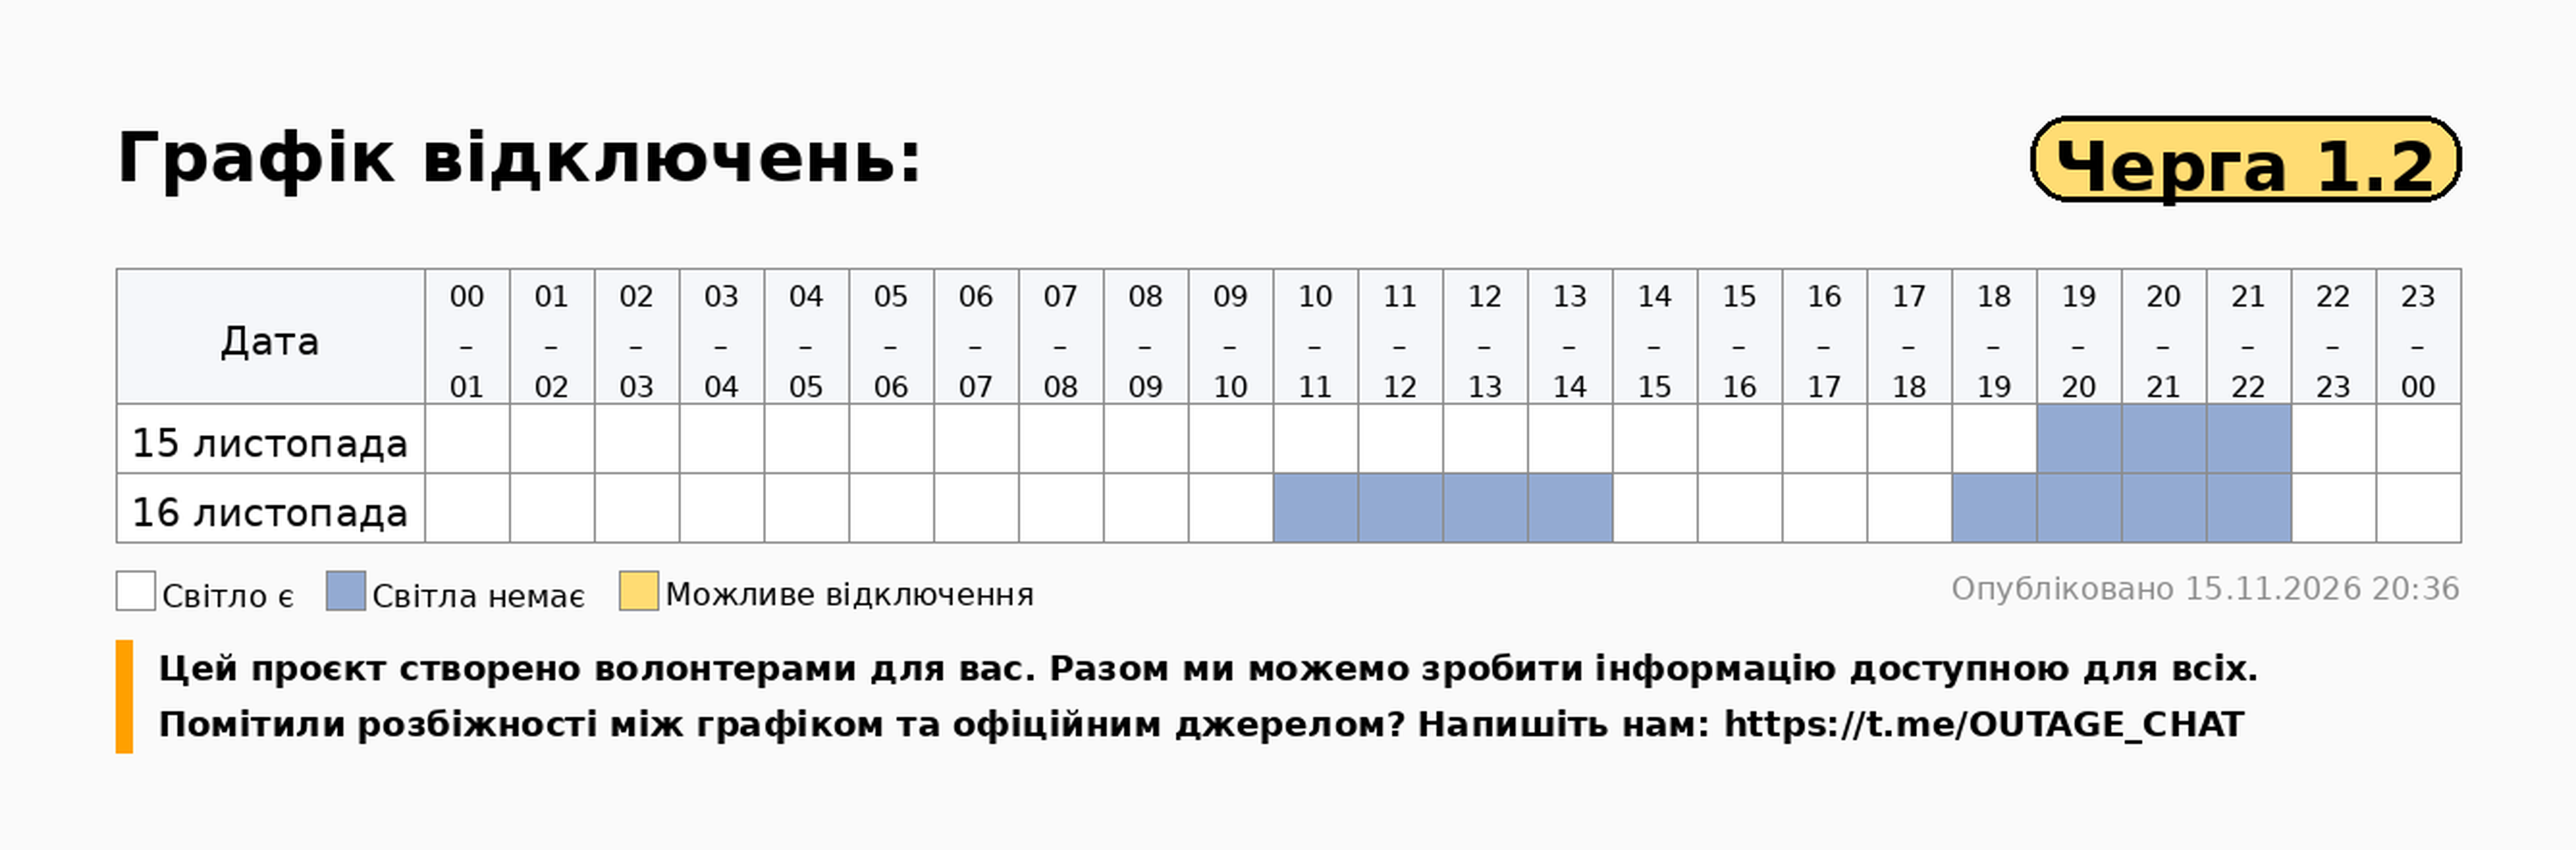 Графік відключень:
Черга 1.2
Дата 00 – 01 01 – 02 02 – 03 03 – 04 04 – 05 05 – 06 06 – 07 07 – 08 08 – 09 09 – 10 10 – 11 11 – 12 12 – 13 13 – 14 14 – 15 15 – 16 16 – 17 17 – 18 18 – 19 19 – 20 20 – 21 21 – 22 22 – 23 23 – 00
15 листопада
16 листопада
Світло є Світла немає Можливе відключення
Опубліковано 15.11.2026 20:36
Цей проєкт створено волонтерами для вас. Разом ми можемо зробити інформацію доступною для всіх.
Помітили розбіжності між графіком та офіційним джерелом? Напишіть нам: https://t.me/OUTAGE_CHAT